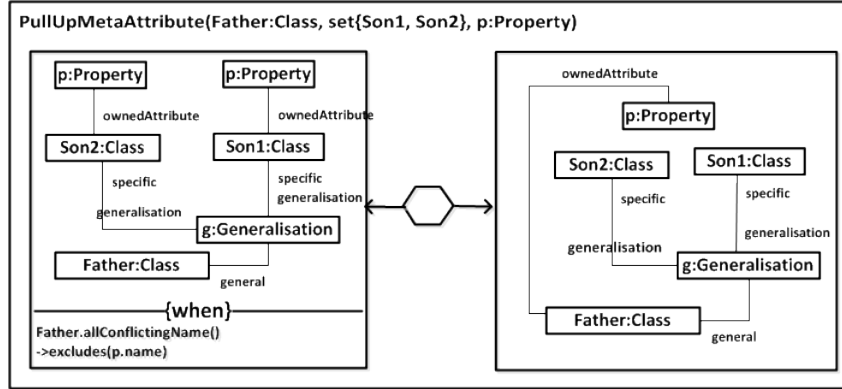 PullUpMetaAttribute(Father:Class, set{Son1, Son2}, p:Property)
p:Property
p:Property
ownedAttribute
ownedAttribute
Son2:Class
Son1:Class
specific
specific
generalisation
generalisation
g:Generalisation
Father:Class
general
{when}
Father.allConflictingName()
->excludes(p.name)
ownedAttribute
p:Property
Son2:Class
Son1:Class
specific
specific
generalisation
generalisation
g:Generalisation
Father:Class
general